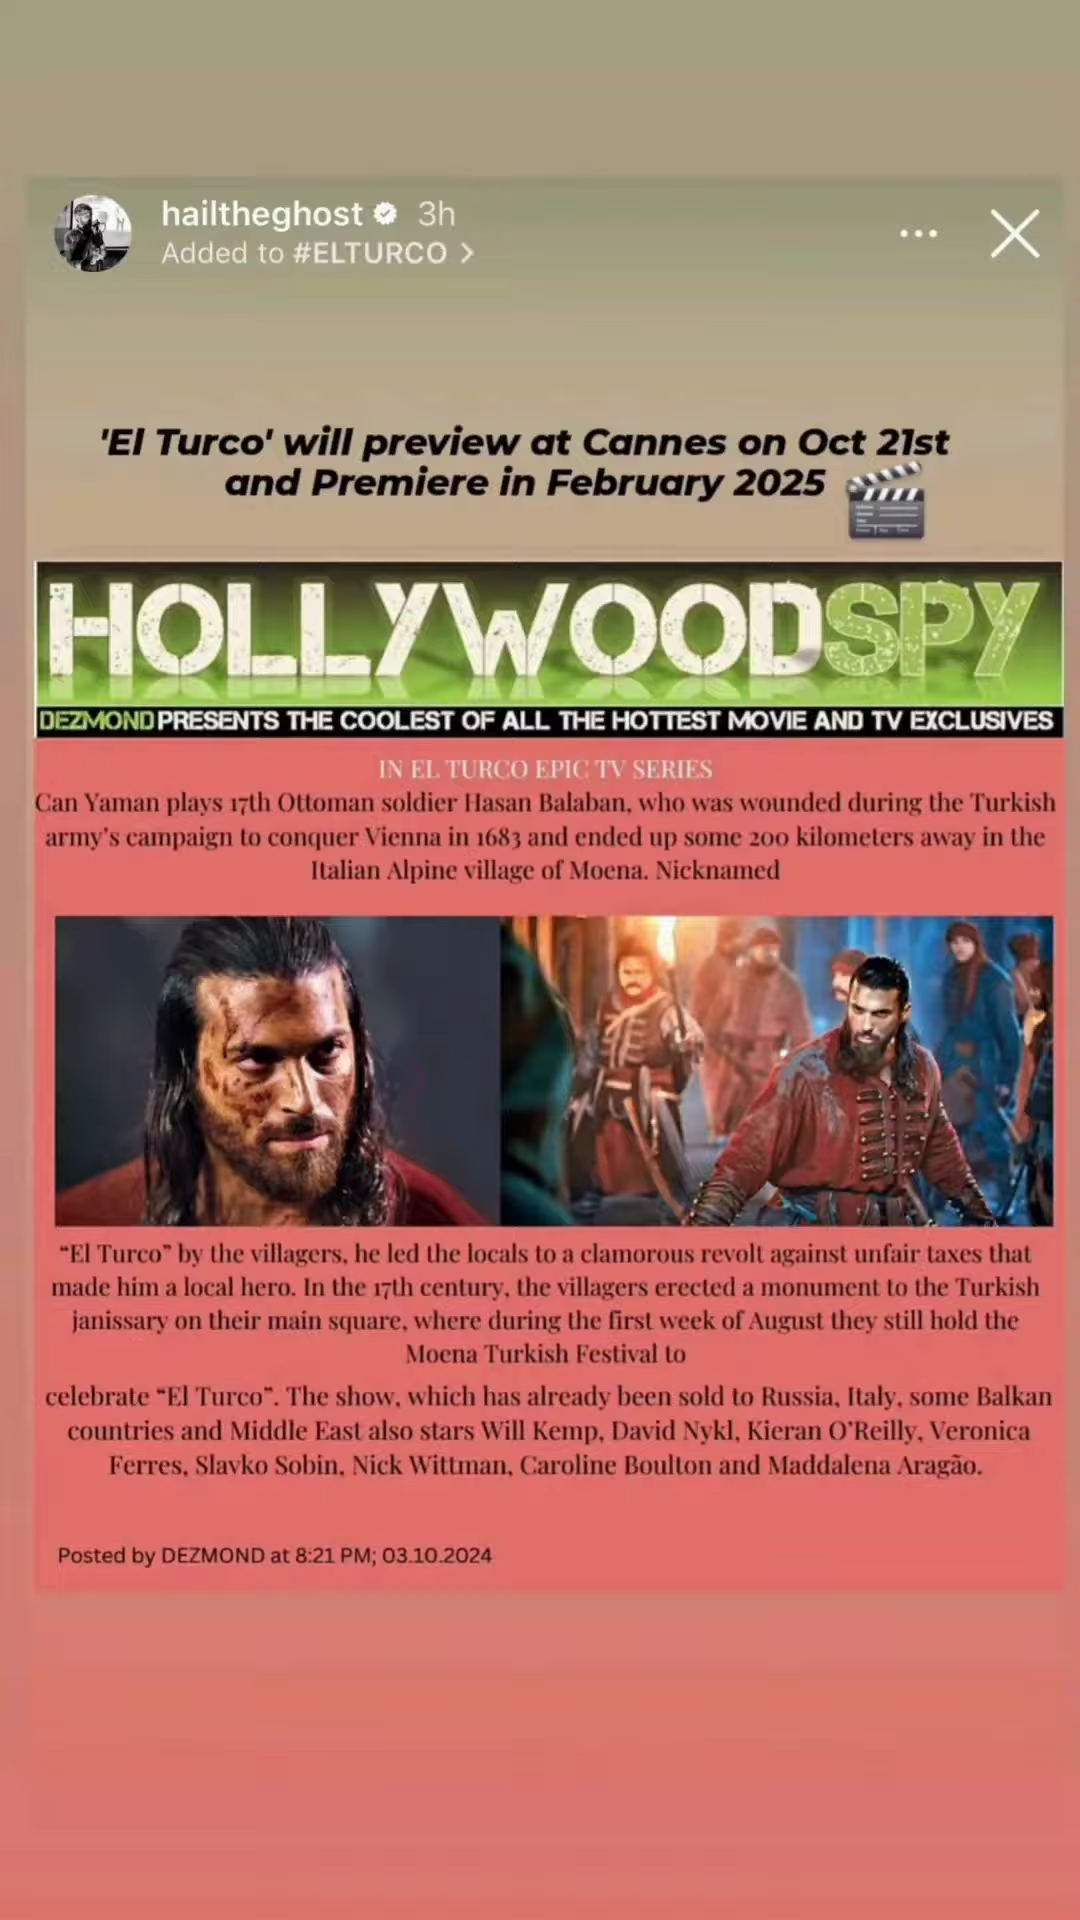 hailtheghost 3h
Added to #ELTURCO >
'El Turco' will preview at Cannes on Oct 21st
and Premiere in February 2025
HOLLYWOODSPY
DEZMOND PRESENTS THE COOLEST OF ALL THE HOTTEST MOVIE AND TV EXCLUSIVES
IN EL TURCO EPIC TV SERIES
Can Yaman plays 17th Ottoman soldier Hasan Balaban, who was wounded during the Turkish
army's campaign to conquer Vienna in 1683 and ended up some 200 kilometers away in the
Italian Alpine village of Moena. Nicknamed
“El Turco” by the villagers, he led the locals to a clamorous revolt against unfair taxes that
made him a local hero. In the 17th century, the villagers erected a monument to the Turkish
janissary on their main square, where during the first week of August they still hold the
Moena Turkish Festival to
celebrate “El Turco”. The show, which has already been sold to Russia, Italy, some Balkan
countries and Middle East also stars Will Kemp, David Nykl, Kieran O’Reilly, Veronica
Ferres, Slavko Sobin, Nick Wittman, Caroline Boulton and Maddalena Aragão.
Posted by DEZMOND at 8:21 PM; 03.10.2024